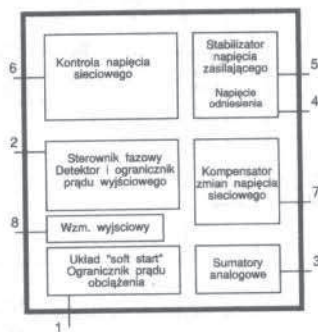 Kontrola napięcia
sieciowego
Stabilizator
napięcia
zasilającego
Napięcie
odniesienia
6
5
4
2
Sterownik fazowy
Detektor i ogranicznik
prądu wyjściowego
Kompensator
zmian napięcia
sieciowego
7
8
Wzm. wyjsciowy
Układ "soft start"
Ogranicznik prądu
obciążenia
Sumatory
analogowe
3
1